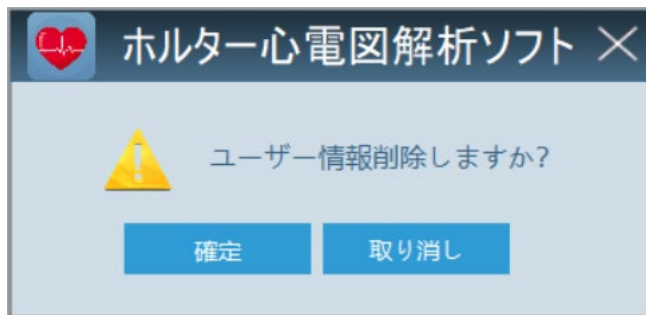 ホルター心電図解析ソフト
ユーザー情報削除しますか?
確定
取り消し